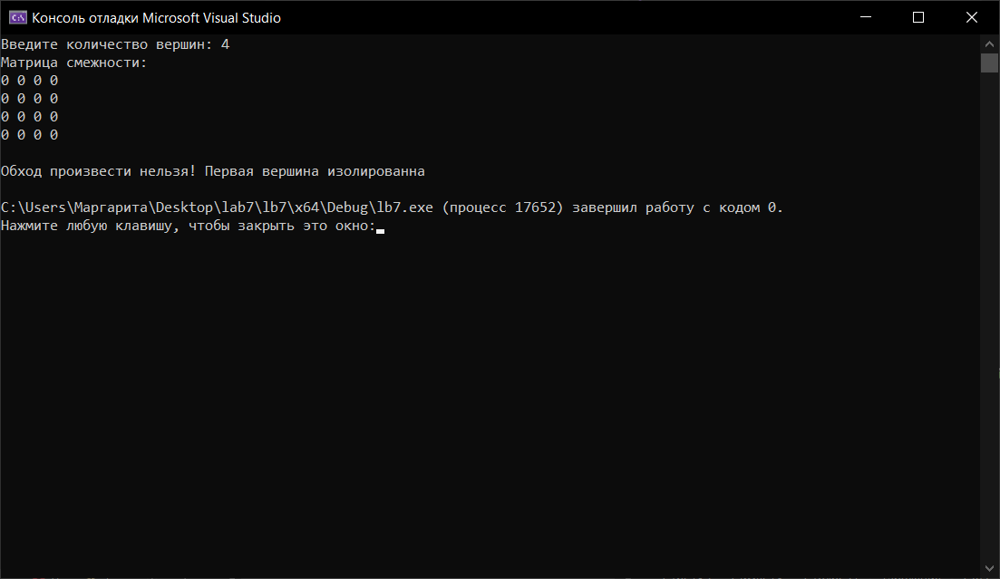 Консоль отладки Microsoft Visual Studio
Введите количество вершин: 4
Матрица смежности:
0 0 0 0
0 0 0 0
0 0 0 0
0 0 0 0
Обход произвести нельзя! Первая вершина изолированна
C:\Users\Маргарита\Desktop\lab7\lb7\x64\Debug\lb7.exe (процесс 17652) завершил работу с кодом 0.
Нажмите любую клавишу, чтобы закрыть это окно: